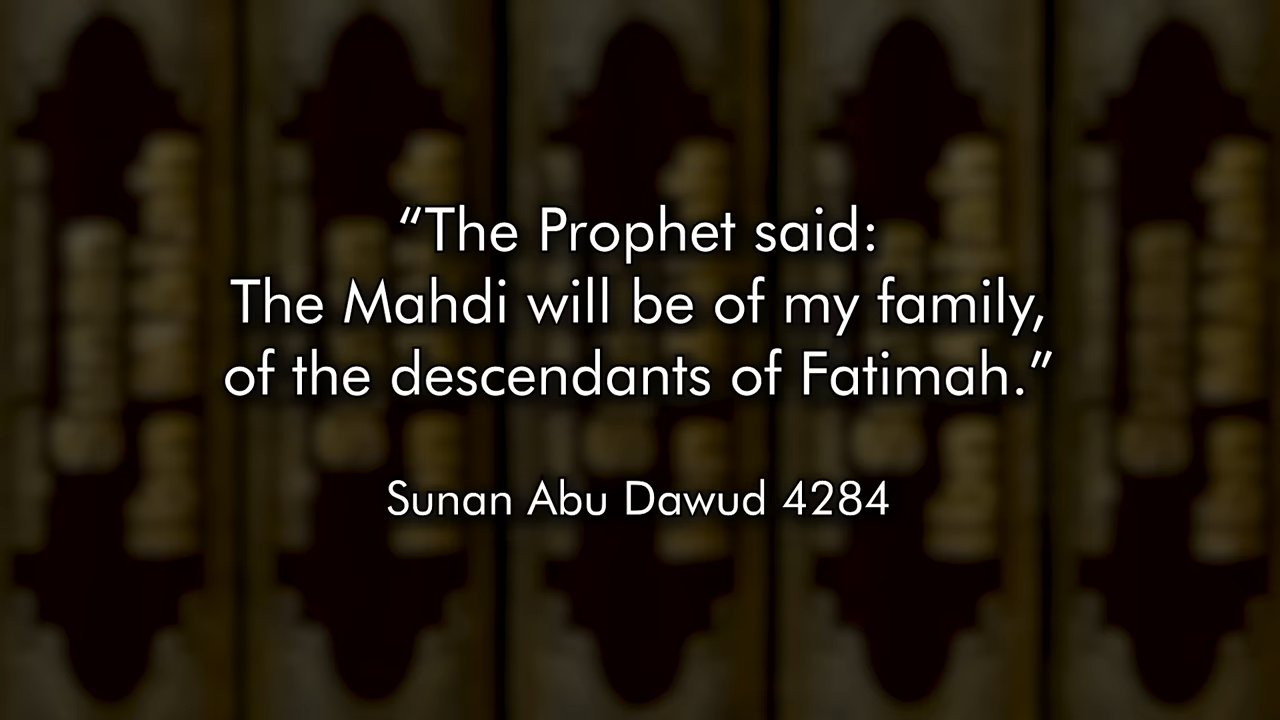 “The Prophet said:
The Mahdi will be of my family,
of the descendants of Fatimah.”
Sunan Abu Dawud 4284